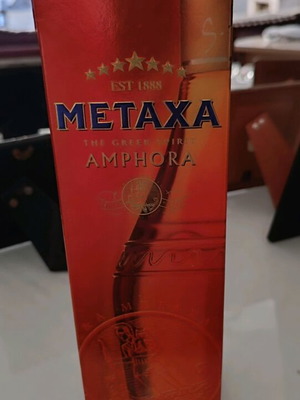 EST 1888
METAXA
THE GREEK SPIRIT
AMPHORA